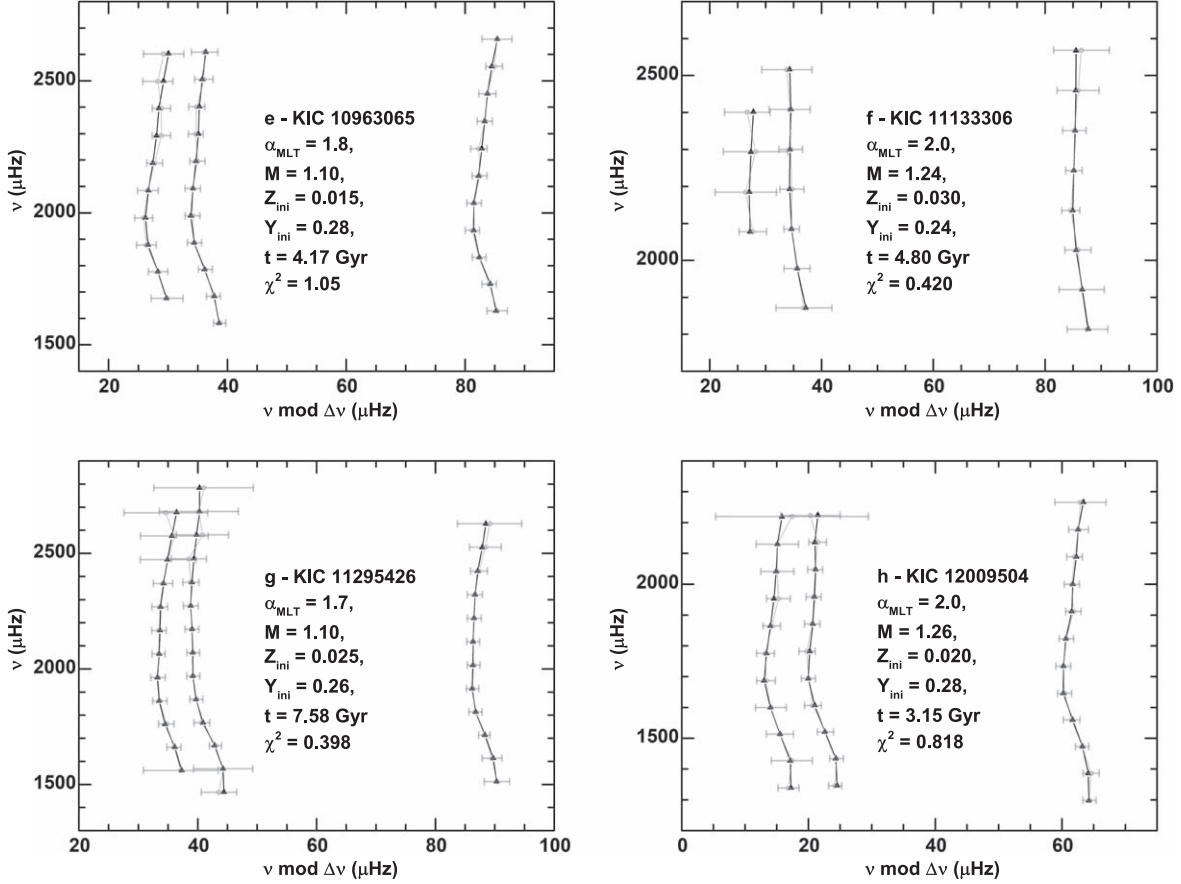 2500
2000
1500
ν (μHz)
e - KIC 10963065
α_MLT = 1.8,
M = 1.10,
Z_ini = 0.015,
Y_ini = 0.28,
t = 4.17 Gyr
χ² = 1.05
20 40 60 80
ν mod Δν (μHz)
2500
2000
ν (μHz)
f - KIC 11133306
α_MLT = 2.0,
M = 1.24,
Z_ini = 0.030,
Y_ini = 0.24,
t = 4.80 Gyr
χ² = 0.420
20 40 60 80 100
ν mod Δν (μHz)
2500
2000
1500
ν (μHz)
g - KIC 11295426
α_MLT = 1.7,
M = 1.10,
Z_ini = 0.025,
Y_ini = 0.26,
t = 7.58 Gyr
χ² = 0.398
20 40 60 80 100
ν mod Δν (μHz)
2000
1500
ν (μHz)
h - KIC 12009504
α_MLT = 2.0,
M = 1.26,
Z_ini = 0.020,
Y_ini = 0.28,
t = 3.15 Gyr
χ² = 0.818
0 20 40 60
ν mod Δν (μHz)